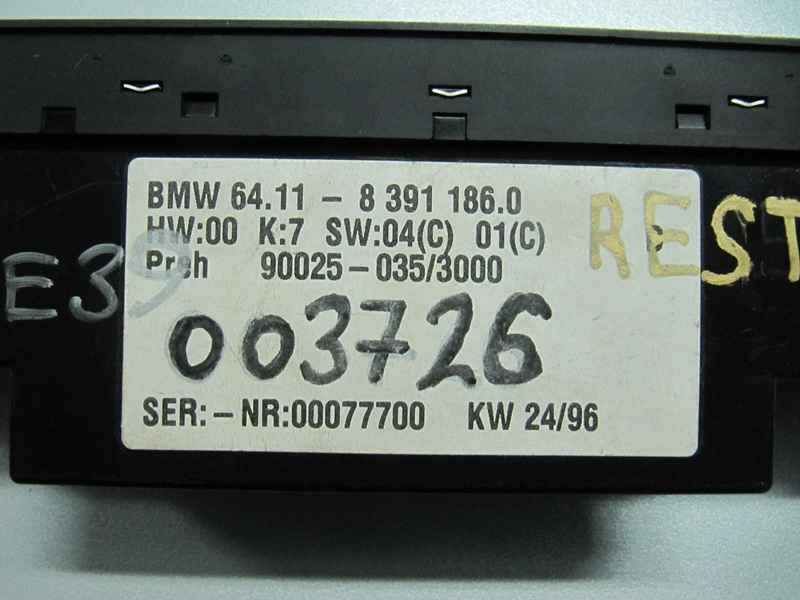 BMW 64.11 - 8 391 186.0
HW:00 K:7 SW:04(C) 01(C)
Preh 90025-035/3000
E39
REST
003726
SER:-NR:00077700 KW 24/96